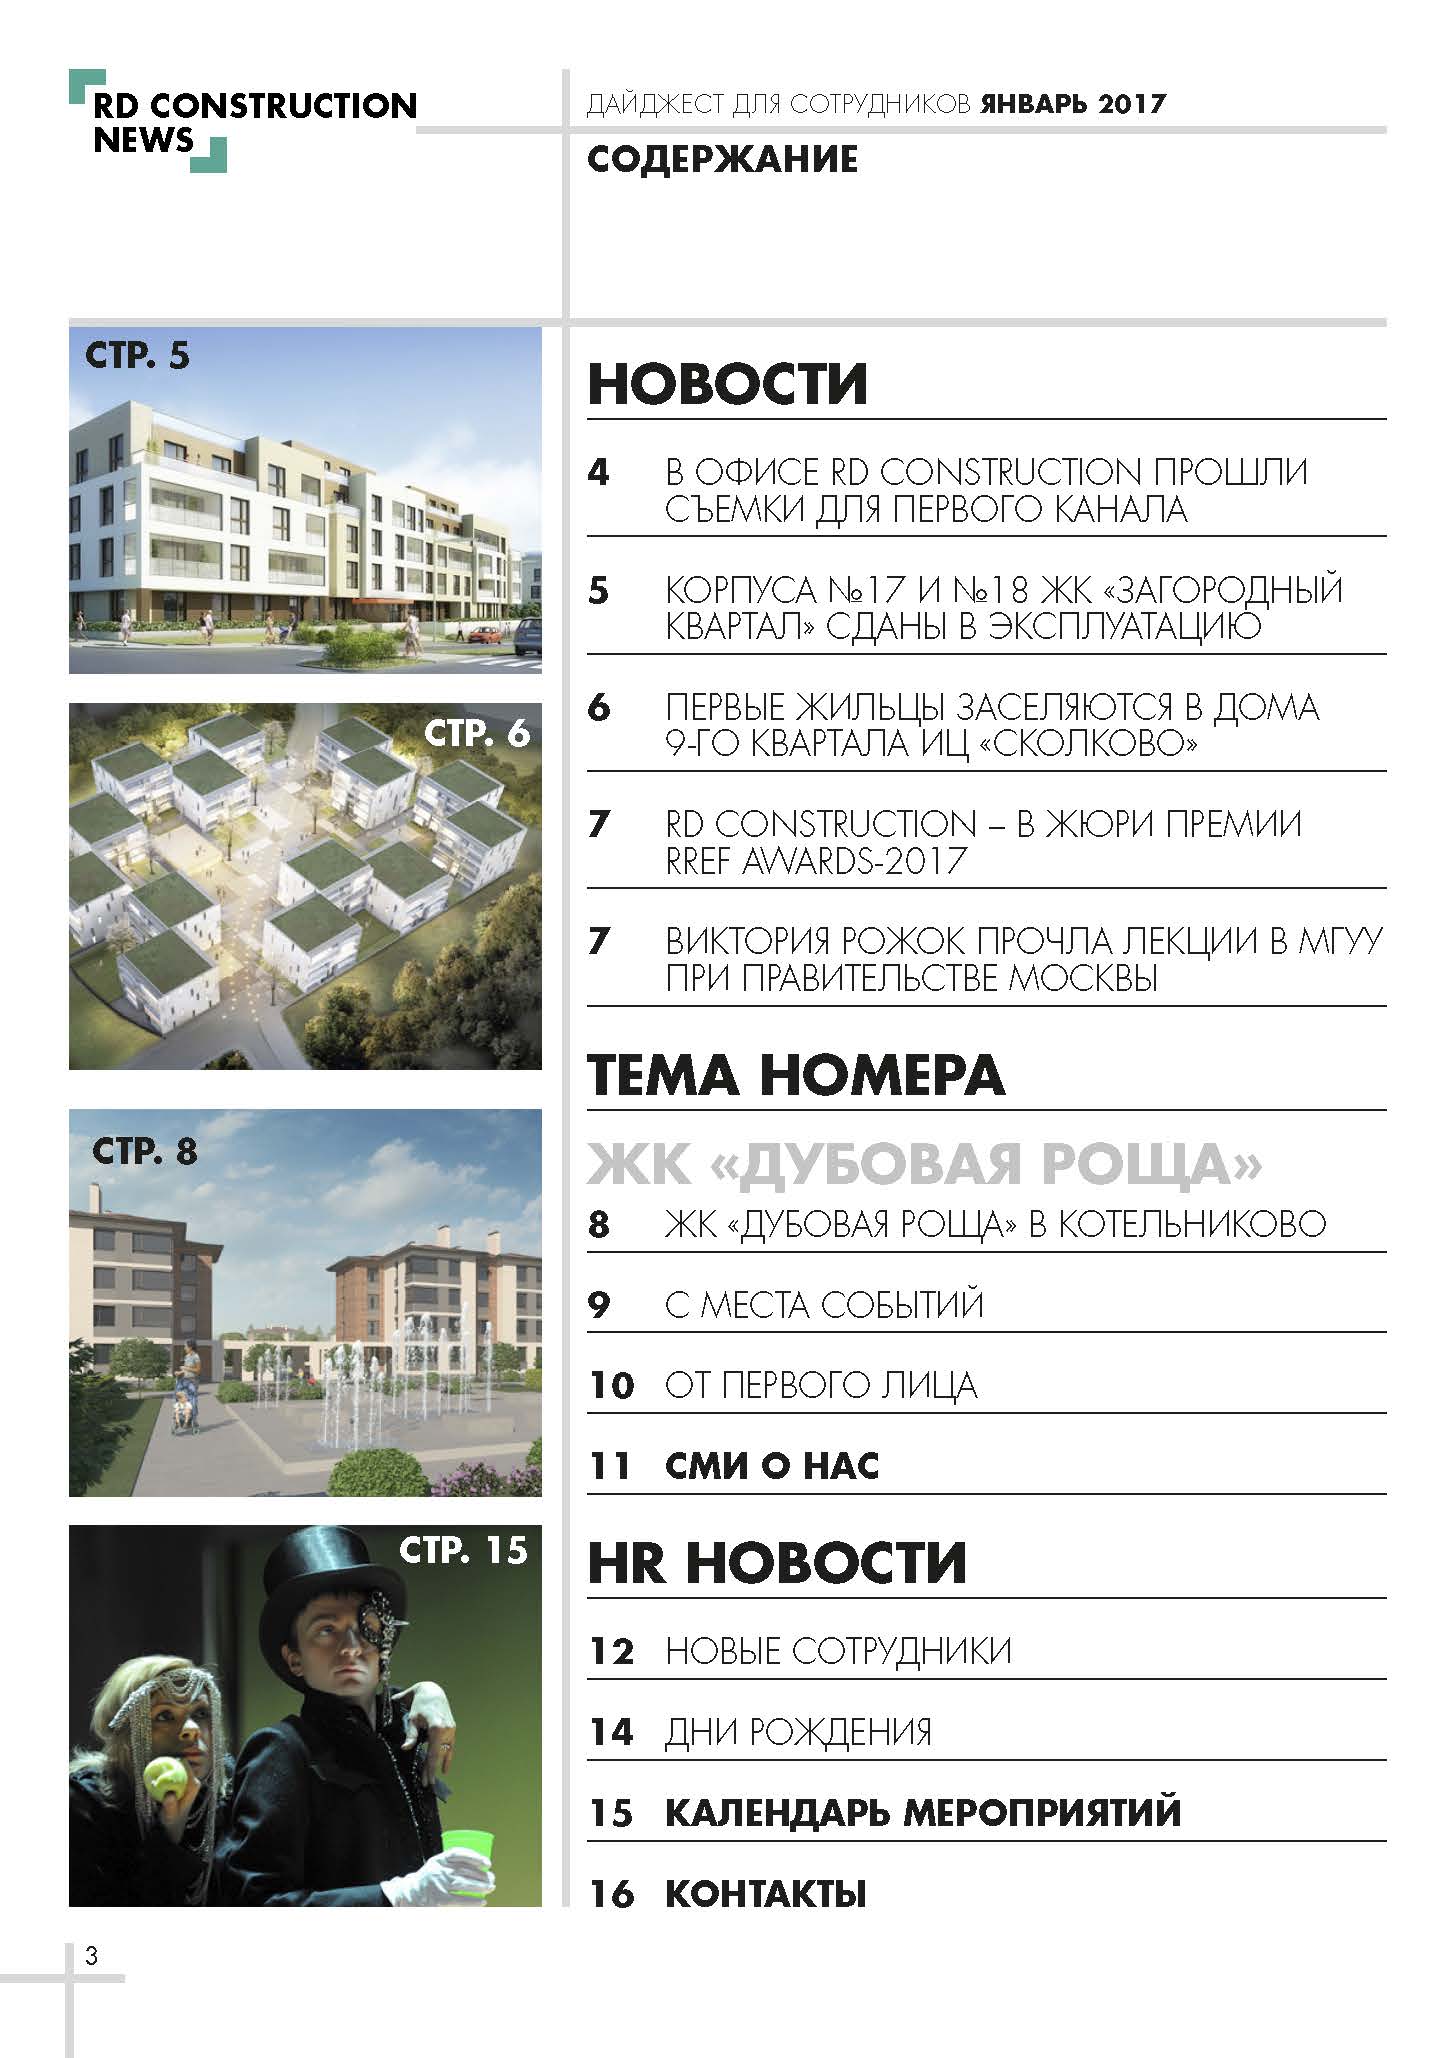 RD CONSTRUCTION
NEWS
ДАЙДЖЕСТ ДЛЯ СОТРУДНИКОВ ЯНВАРЬ 2017
СОДЕРЖАНИЕ
СТР. 5
СТР. 6
СТР. 8
СТР. 15
НОВОСТИ
4 В ОФИСЕ RD CONSTRUCTION ПРОШЛИ
СЪЕМКИ ДЛЯ ПЕРВОГО КАНАЛА
5 КОРПУСА №17 И №18 ЖК «ЗАГОРОДНЫЙ
КВАРТАЛ» СДАНЫ В ЭКСПЛУАТАЦИЮ
6 ПЕРВЫЕ ЖИЛЬЦЫ ЗАСЕЛЯЮТСЯ В ДОМА
9-ГО КВАРТАЛА ИЦ «СКОЛКОВО»
7 RD CONSTRUCTION – В ЖЮРИ ПРЕМИИ
RREF AWARDS-2017
7 ВИКТОРИЯ РОЖОК ПРОЧЛА ЛЕКЦИИ В МГУУ
ПРИ ПРАВИТЕЛЬСТВЕ МОСКВЫ
ТЕМА НОМЕРА
ЖК «ДУБОВАЯ РОЩА»
8 ЖК «ДУБОВАЯ РОЩА» В КОТЕЛЬНИКОВО
9 С МЕСТА СОБЫТИЙ
10 ОТ ПЕРВОГО ЛИЦА
11 СМИ О НАС
HR НОВОСТИ
12 НОВЫЕ СОТРУДНИКИ
14 ДНИ РОЖДЕНИЯ
15 КАЛЕНДАРЬ МЕРОПРИЯТИЙ
16 КОНТАКТЫ
3